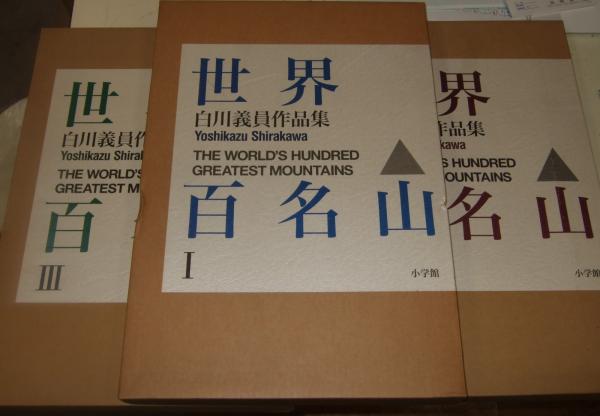 世界
白川義員作品集
Yoshikazu Shirakawa
THE WORLD'S HUNDRED
GREATEST MOUNTAINS
百名山
I
小学館
世
白川義員作
Yoshikazu Shiral
THE WORLD'S
GREATEST M
百
III
界
作品集
kawa
S HUNDRED
OUNTAINS
名山
小学館